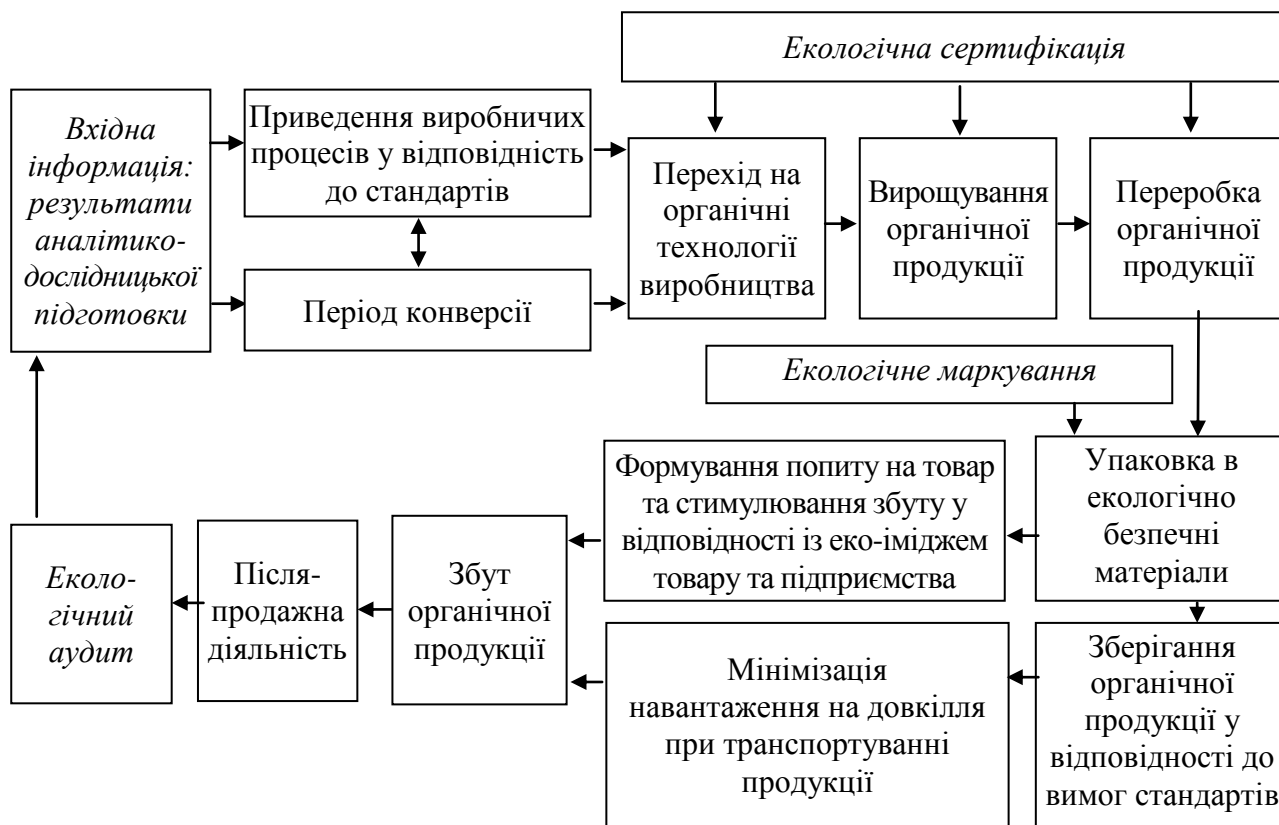 Екологічна сертифікація
Вхідна
інформація:
результати
аналітико-
дослідницької
підготовки
Приведення виробничих
процесів у відповідність
до стандартів
Період конверсії
Перехід на
органічні
технології
виробництва
Вирощування
органічної
продукції
Переробка
органічної
продукції
Екологічне маркування
Упаковка в
екологічно
безпечні
матеріали
Формування попиту на товар
та стимулювання збуту у
відповідності із еко-іміджем
товару та підприємства
Зберігання
органічної
продукції у
відповідності до
вимог стандартів
Мінімізація
навантаження на довкілля
при транспортуванні
продукції
Збут
органічної
продукції
Після-
продажна
діяльність
Еколо-
гічний
аудит